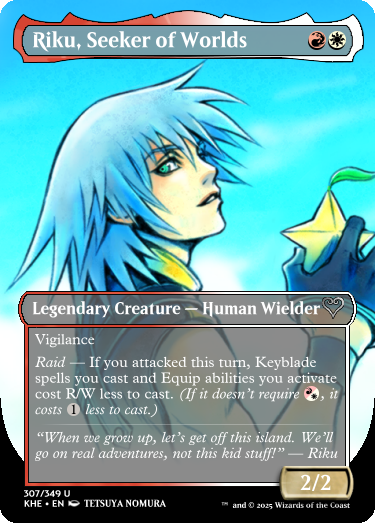 Riku, Seeker of Worlds
Legendary Creature — Human Wielder
Vigilance
Raid — If you attacked this turn, Keyblade
spells you cast and Equip abilities you activate
cost R/W less to cast. (If it doesn't require , it
costs 1 less to cast.)
“When we grow up, let's get off this island. We'll
go on real adventures, not this kid stuff!” — Riku
2/2
307/349 U
KHE • EN TETSUYA NOMURA
™ and © 2025 Wizards of the Coast